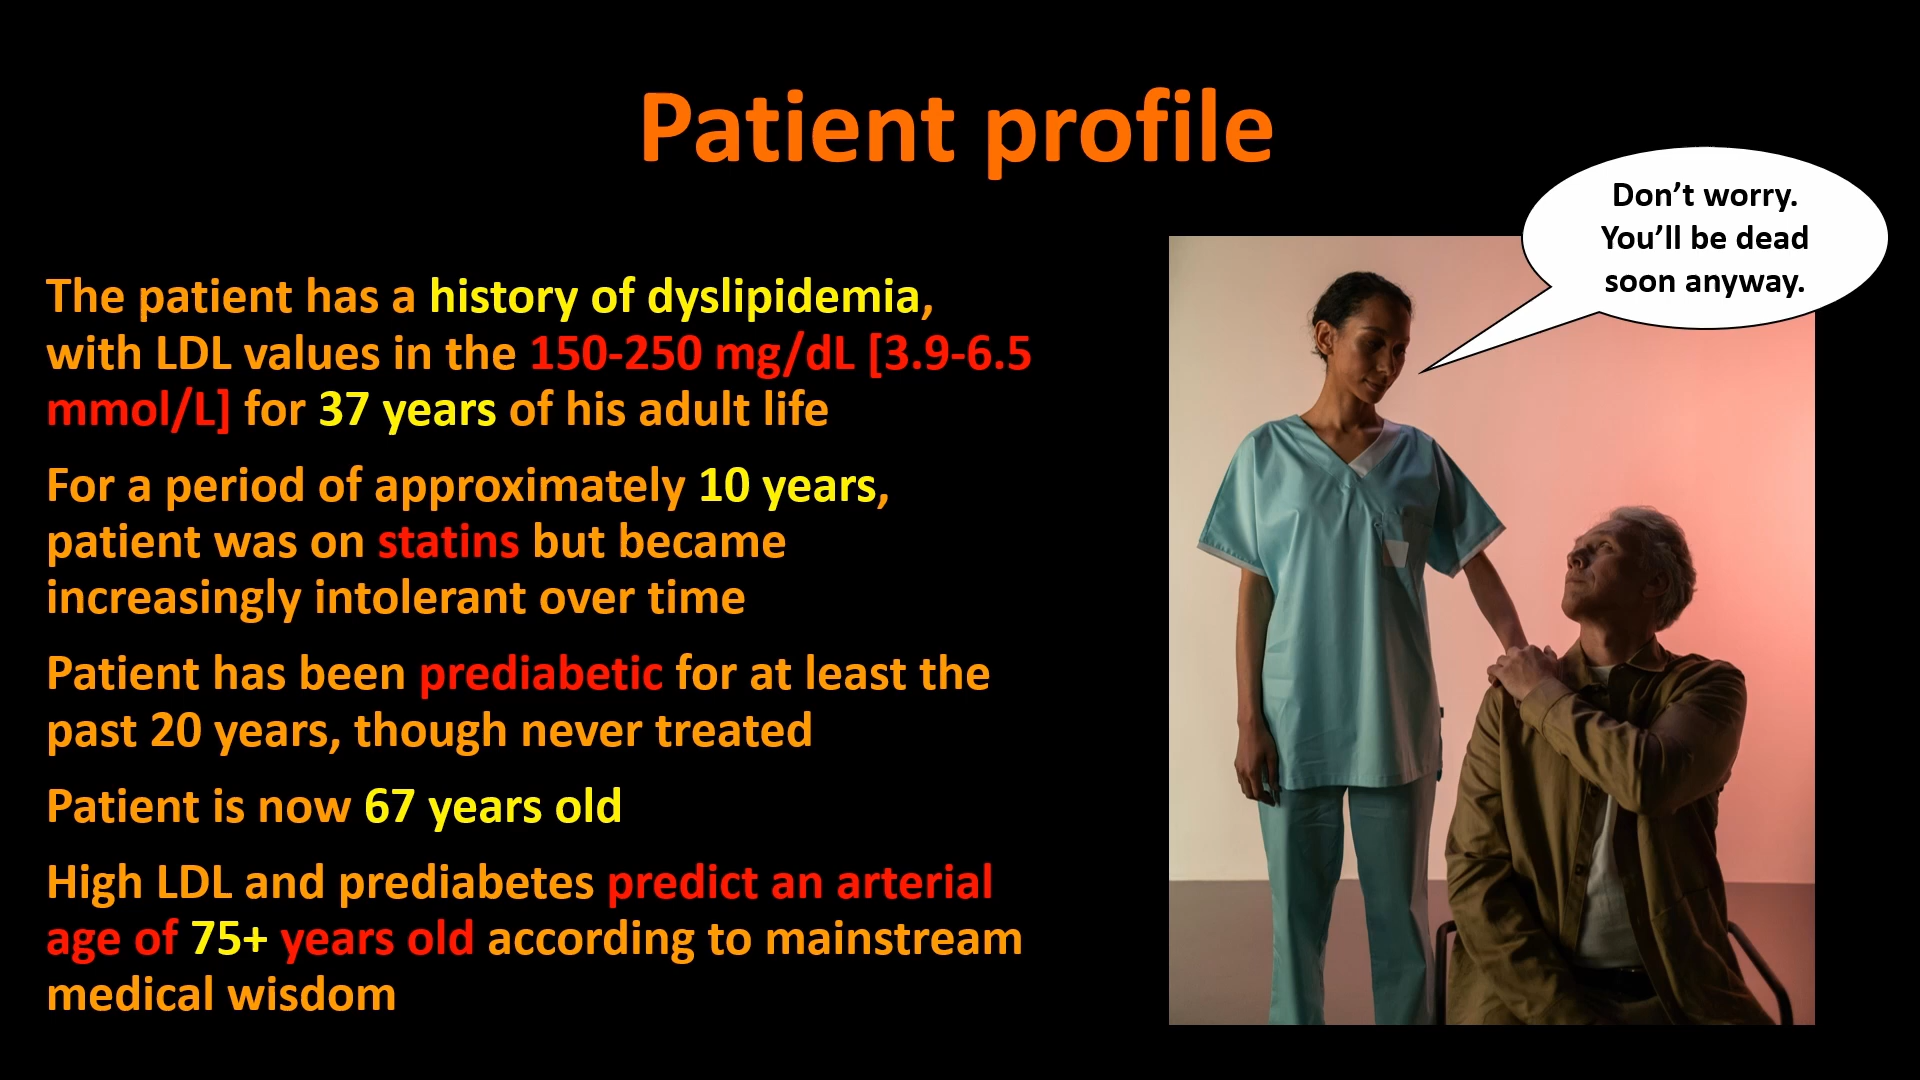 Patient profile
Don’t worry.
You’ll be dead
soon anyway.
The patient has a history of dyslipidemia,
with LDL values in the 150-250 mg/dL [3.9-6.5
mmol/L] for 37 years of his adult life
For a period of approximately 10 years,
patient was on statins but became
increasingly intolerant over time
Patient has been prediabetic for at least the
past 20 years, though never treated
Patient is now 67 years old
High LDL and prediabetes predict an arterial
age of 75+ years old according to mainstream
medical wisdom